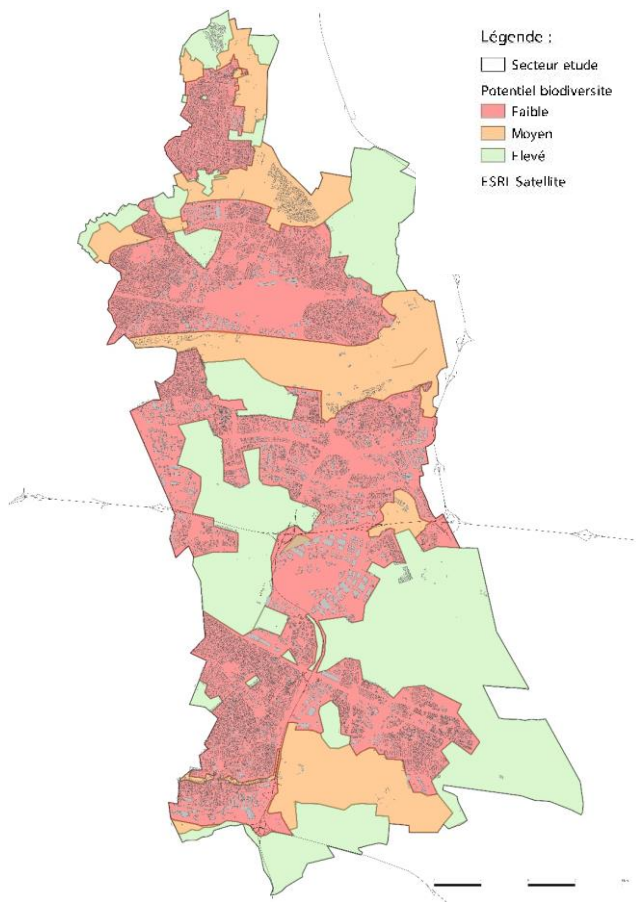 Légende :
Secteur etude
Potentiel biodiversite
Faible
Moyen
Elevé
ESRI Satellite